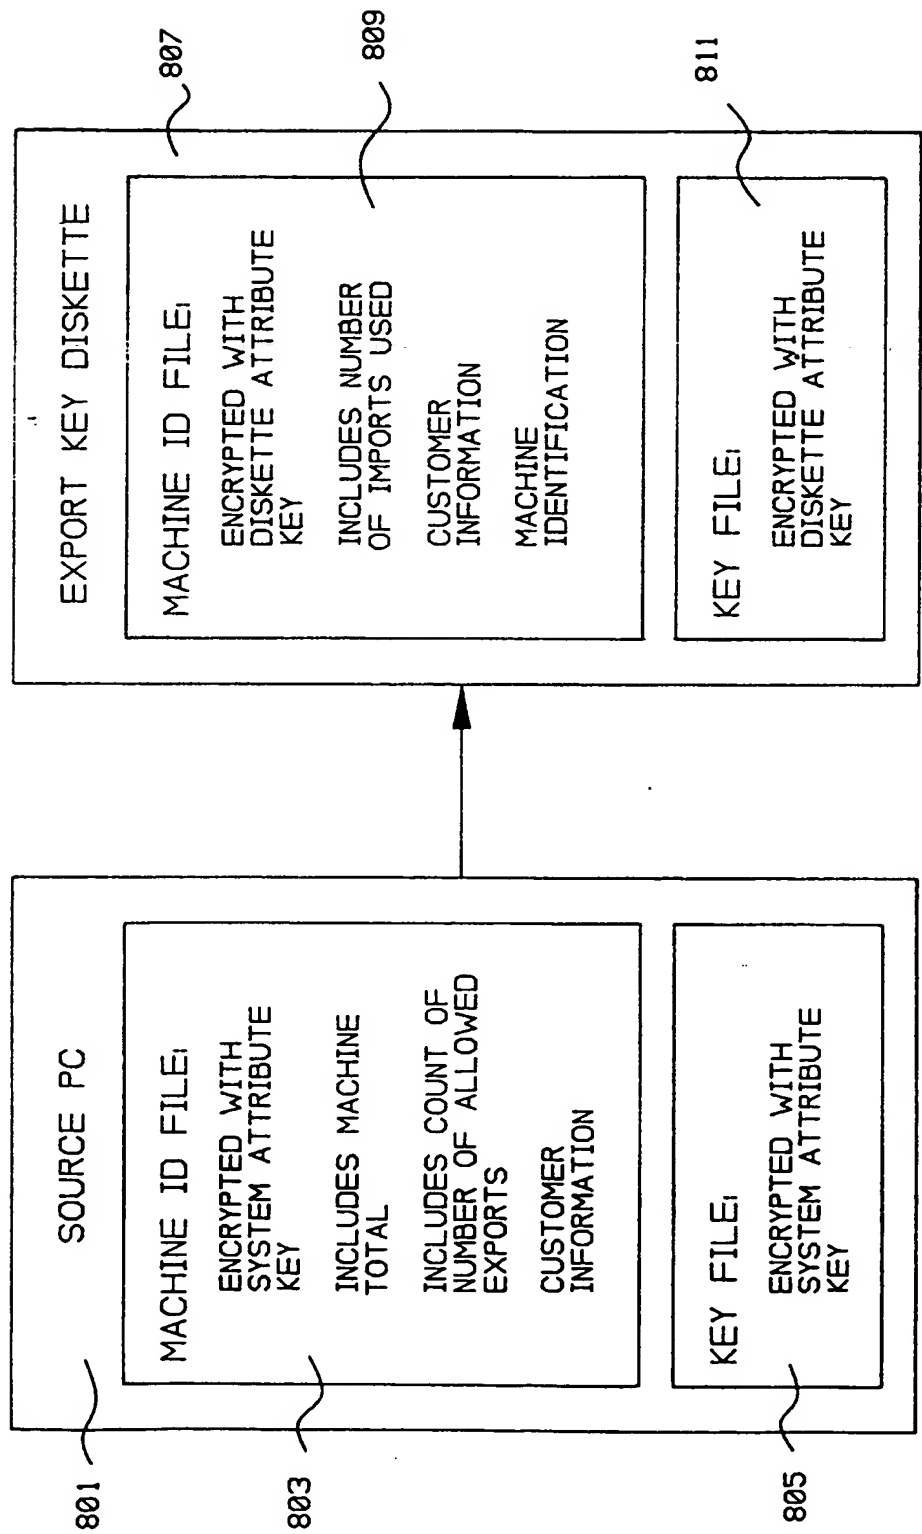 SOURCE PC
MACHINE ID FILE:
ENCRYPTED WITH
SYSTEM ATTRIBUTE
KEY
INCLUDES MACHINE
TOTAL
INCLUDES COUNT OF
NUMBER OF ALLOWED
EXPORTS
CUSTOMER
INFORMATION
KEY FILE:
ENCRYPTED WITH
SYSTEM ATTRIBUTE
KEY
801
803
805
EXPORT KEY DISKETTE
MACHINE ID FILE:
ENCRYPTED WITH
DISKETTE ATTRIBUTE
KEY
INCLUDES NUMBER
OF IMPORTS USED
CUSTOMER
INFORMATION
MACHINE
IDENTIFICATION
KEY FILE:
ENCRYPTED WITH
DISKETTE ATTRIBUTE
KEY
807
809
811